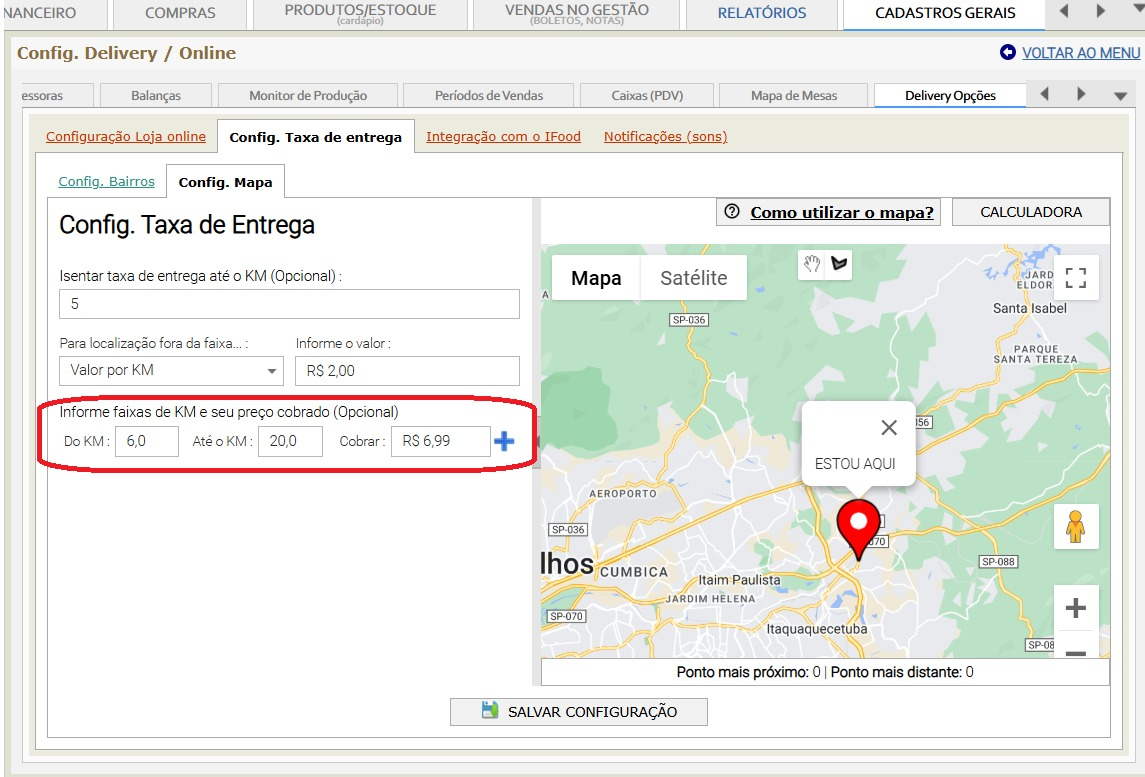 NANCEIRO COMPRAS PRODUTOS/ESTOQUE (cardápio) VENDAS NO GESTÃO (BOLETOS, NOTAS) RELATÓRIOS CADASTROS GERAIS
Config. Delivery / Online VOLTAR AO MENU
essoras Balanças Monitor de Produção Períodos de Vendas Caixas (PDV) Mapa de Mesas Delivery Opções
Configuração Loja online Config. Taxa de entrega Integração com o IFood Notificações (sons)
Config. Bairros Config. Mapa
Config. Taxa de Entrega
Isentar taxa de entrega até o KM (Opcional) :
5
Para localização fora da faixa... : Informe o valor :
Valor por KM R$ 2,00
Informe faixas de KM e seu preço cobrado (Opcional)
Do KM : 6,0 Até o KM : 20,0 Cobrar : R$ 6,99
Como utilizar o mapa? CALCULADORA
Mapa Satélite
JARD
ELDOR
Santa Isabel
SP-036
PARQUE
SANTA TEREZA
56
ESTOU AQUI
AEROPORTO
SP-036
070
lhos CUMBICA
SP-088
Itaim Paulista
JARDIM HELENA
SP-070
Itaquaquecetuba
SP-08
Ponto mais próximo: 0 | Ponto mais distante: 0
SALVAR CONFIGURAÇÃO